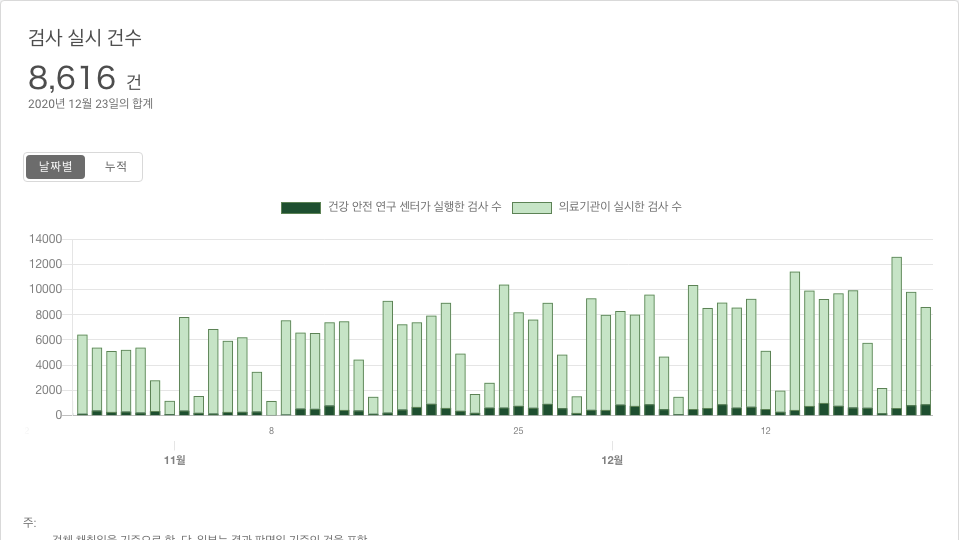 검사 실시 건수
8,616 건
2020년 12월 23일의 합계
날짜별 누적
건강 안전 연구 센터가 실행한 검사 수 의료기관이 실시한 검사 수
14000
12000
10000
8000
6000
4000
2000
0
8 25 12
11월 12월
주:
검체 채취일을 기준으로 함. 단, 일부는 결과 판명일 기준인 것을 포함